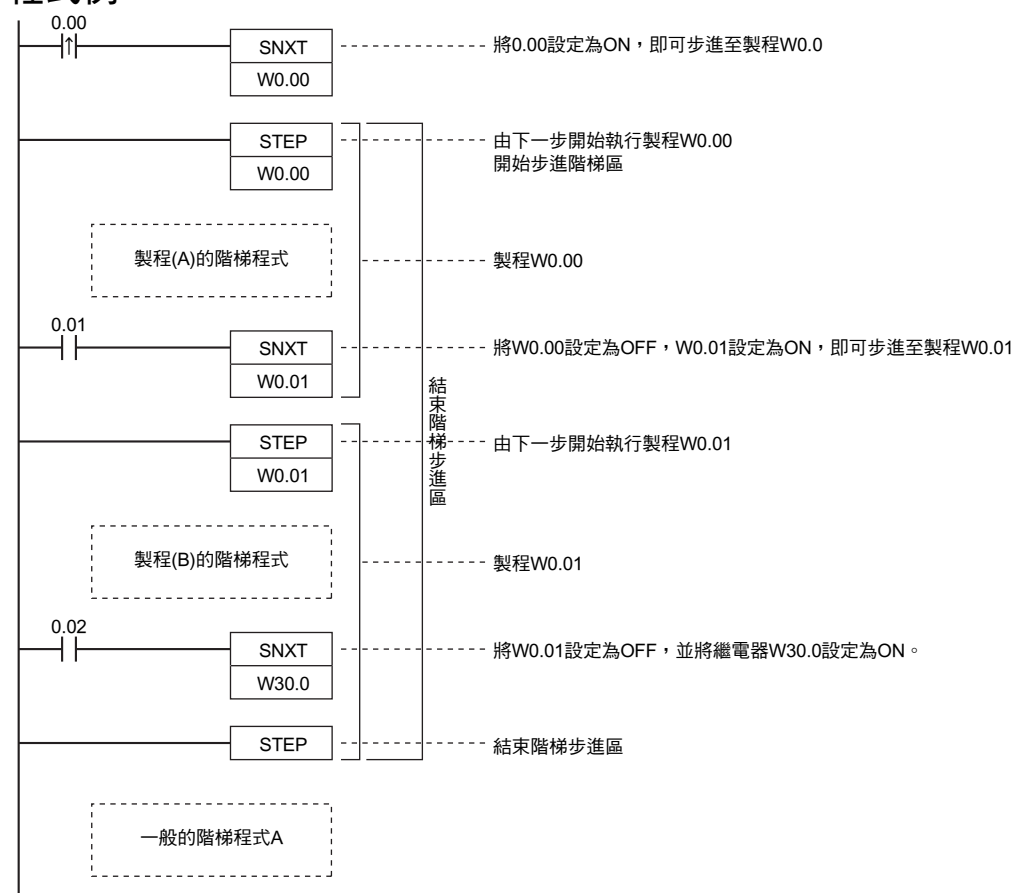 程式例
0.00
SNXT
W0.00
將0.00設定為ON，即可步進至製程W0.0
STEP
W0.00
由下一步開始執行製程W0.00
開始步進階梯區
製程(A)的階梯程式
製程W0.00
0.01
SNXT
W0.01
將W0.00設定為OFF，W0.01設定為ON，即可步進至製程W0.01
結束階梯步進區
STEP
W0.01
由下一步開始執行製程W0.01
製程(B)的階梯程式
製程W0.01
0.02
SNXT
W30.0
將W0.01設定為OFF，並將繼電器W30.0設定為ON。
STEP
結束階梯步進區
一般的階梯程式A